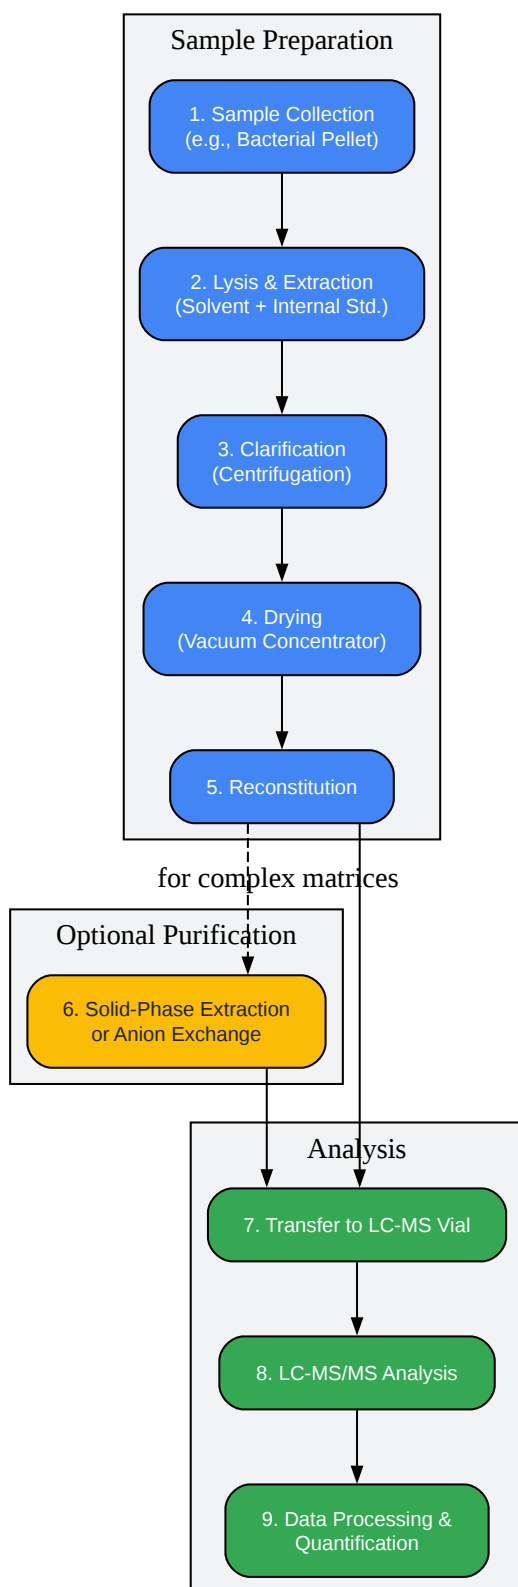 Sample Preparation
1. Sample Collection
(e.g., Bacterial Pellet)
2. Lysis & Extraction
(Solvent + Internal Std.)
3. Clarification
(Centrifugation)
4. Drying
(Vacuum Concentrator)
5. Reconstitution
for complex matrices
Optional Purification
6. Solid-Phase Extraction
or Anion Exchange
Analysis
7. Transfer to LC-MS Vial
8. LC-MS/MS Analysis
9. Data Processing &
Quantification